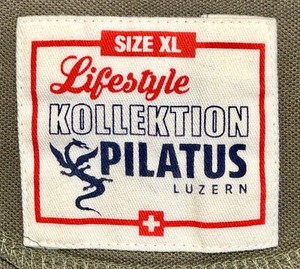 SIZE XL
Lifestyle
KOLLEKTION
PILATUS
LUZERN